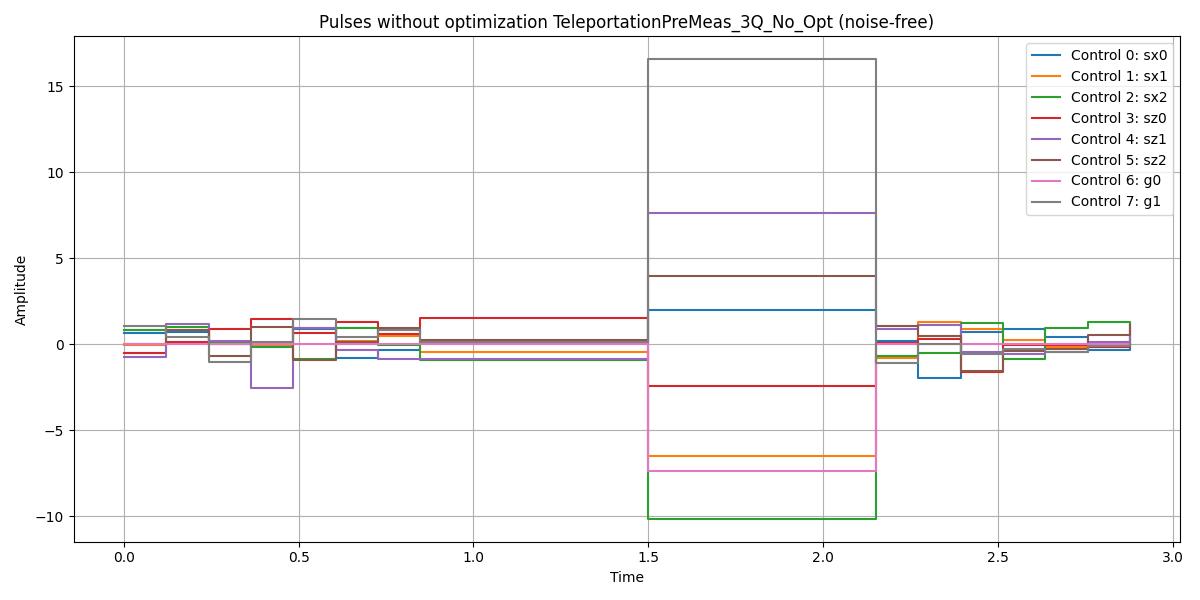 Pulses without optimization TeleportationPreMeas_3Q_No_Opt (noise-free)
Control 0: sx0
Control 1: sx1
Control 2: sx2
Control 3: sz0
Control 4: sz1
Control 5: sz2
Control 6: g0
Control 7: g1
Amplitude
15
10
5
0
−5
−10
0.0 0.5 1.0 1.5 2.0 2.5 3.0
Time